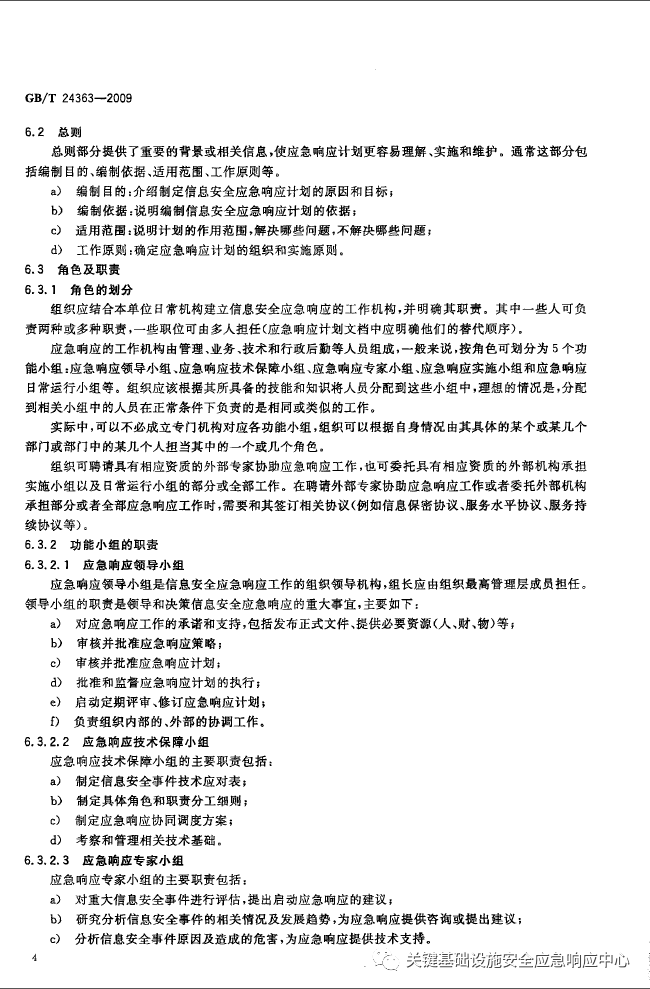 GB/T 24363—2009
6.2 总则
总则部分提供了重要的背景或相关信息,使应急响应计划更容易理解、实施和维护。通常这部分包
括编制目的、编制依据、适用范围、工作原则等。
a) 编制目的:介绍制定信息安全应急响应计划的原因和目标;
b) 编制依据:说明编制信息安全应急响应计划的依据;
c) 适用范围:说明计划的作用范围,解决哪些问题,不解决哪些问题;
d) 工作原则:确定应急响应计划的组织和实施原则。
6.3 角色及职责
6.3.1 角色的划分
组织应结合本单位日常机构建立信息安全应急响应的工作机构,并明确其职责。其中一些人可负
责两种或多种职责,一些职位可由多人担任(应急响应计划文档中应明确他们的替代顺序)。
应急响应的工作机构由管理、业务、技术和行政后勤等人员组成,一般来说,按角色可划分为 5 个功
能小组:应急响应领导小组、应急响应技术保障小组、应急响应专家小组、应急响应实施小组和应急响应
日常运行小组等。组织应该根据其所具备的技能和知识将人员分配到这些小组中,理想的情况是,分配
到相关小组中的人员在正常条件下负责的是相同或类似的工作。
实际中,可以不必成立专门机构对应各功能小组,组织可以根据自身情况由其具体的某个或某几个
部门或部门中的某几个人担当其中的一个或几个角色。
组织可聘请具有相应资质的外部专家协助应急响应工作,也可委托具有相应资质的外部机构承担
实施小组以及日常运行小组的部分或全部工作。在聘请外部专家协助应急响应工作或者委托外部机构
承担部分或者全部应急响应工作时,需要和其签订相关协议(例如信息保密协议、服务水平协议、服务持
续协议等)。
6.3.2 功能小组的职责
6.3.2.1 应急响应领导小组
应急响应领导小组是信息安全应急响应工作的组织领导机构,组长应由组织最高管理层成员担任。
领导小组的职责是领导和决策信息安全应急响应的重大事宜,主要如下:
a) 对应急响应工作的承诺和支持,包括发布正式文件、提供必要资源(人、财、物)等;
b) 审核并批准应急响应策略;
c) 审核并批准应急响应计划;
d) 批准和监督应急响应计划的执行;
e) 启动定期评审、修订应急响应计划;
f) 负责组织内部的、外部的协调工作。
6.3.2.2 应急响应技术保障小组
应急响应技术保障小组的主要职责包括:
a) 制定信息安全事件技术应对表;
b) 制定具体角色和职责分工细则;
c) 制定应急响应协同调度方案;
d) 考察和管理相关技术基础。
6.3.2.3 应急响应专家小组
应急响应专家小组的主要职责包括:
a) 对重大信息安全事件进行评估,提出启动应急响应的建议;
b) 研究分析信息安全事件的相关情况及发展趋势,为应急响应提供咨询或提出建议;
c) 分析信息安全事件原因及造成的危害,为应急响应提供技术支持。
4
关键基础设施安全应急响应中心